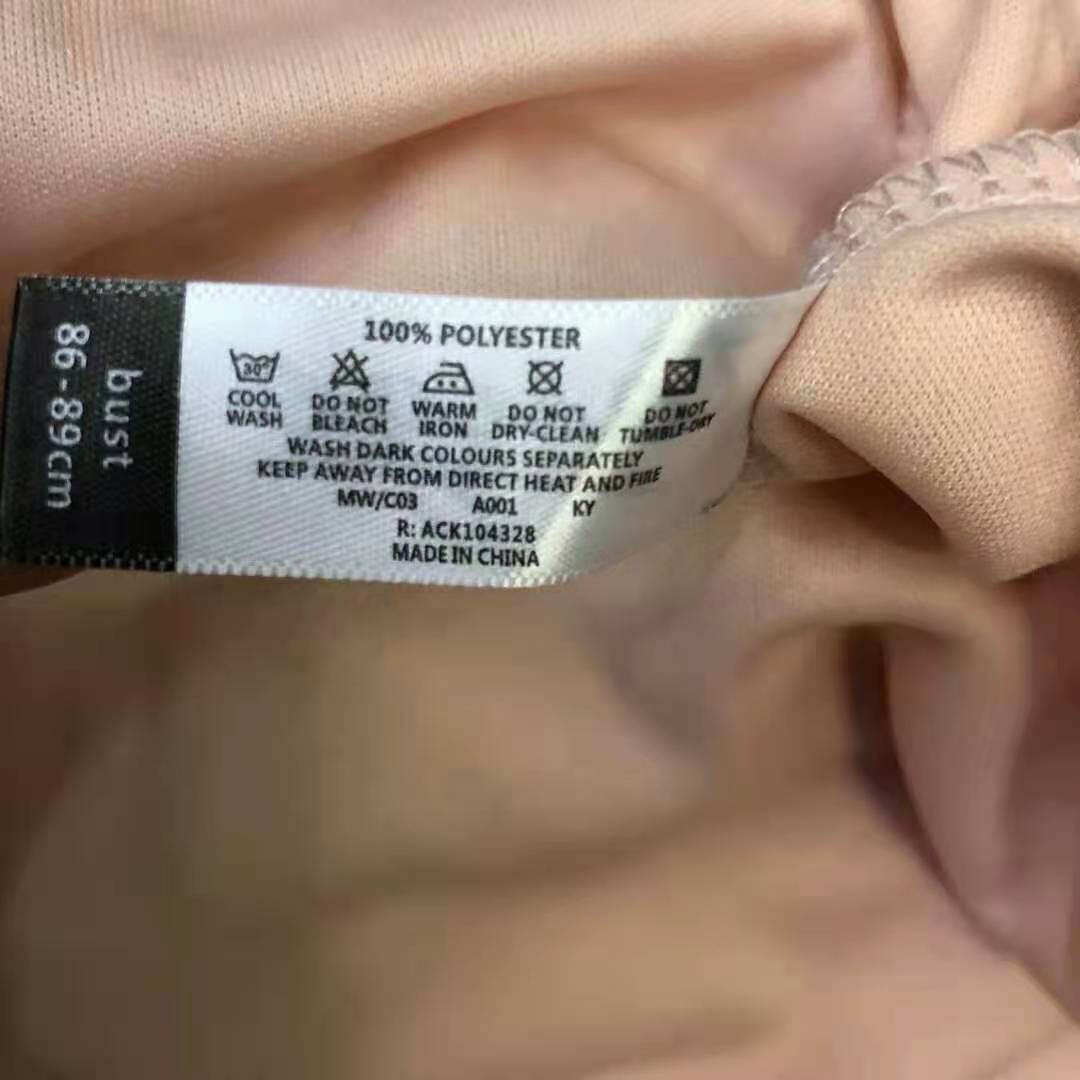 bust
86-89cm
100% POLYESTER
30°
COOL WASH
DO NOT BLEACH
WARM IRON
DO NOT DRY-CLEAN
DO NOT TUMBLE-DRY
WASH DARK COLOURS SEPARATELY
KEEP AWAY FROM DIRECT HEAT AND FIRE
MW/C03 A001 KY
R: ACK104328
MADE IN CHINA